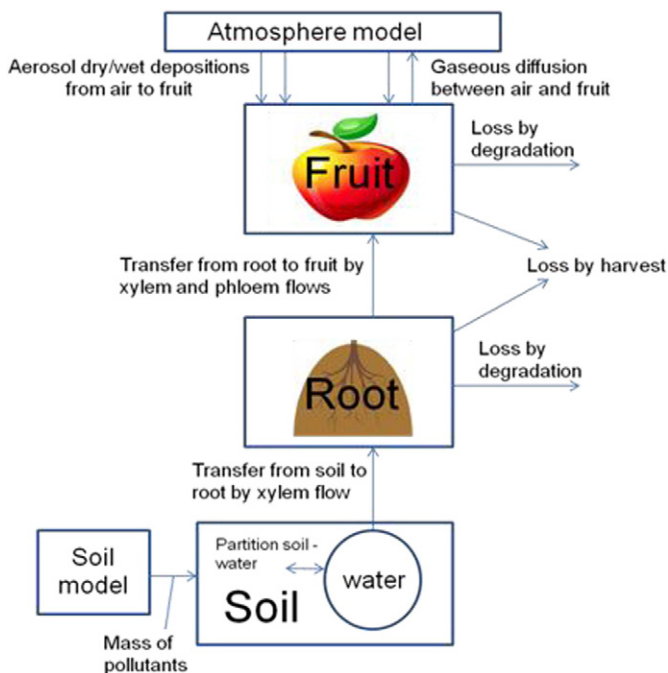 Atmosphere model
Aerosol dry/wet depositions
from air to fruit
Gaseous diffusion
between air and fruit
Fruit
Loss by
degradation
Transfer from root to fruit by
xylem and phloem flows
Loss by harvest
Root
Loss by
degradation
Transfer from soil to
root by xylem flow
Soil
model
Partition soil -
water
water
Soil
Mass of
pollutants